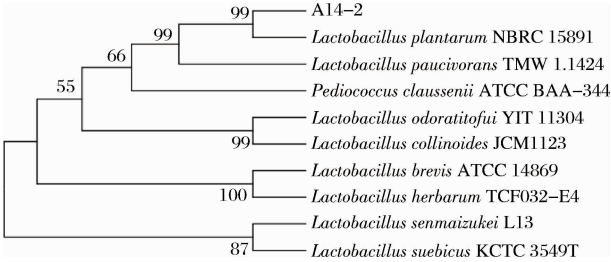 99 A14-2
99 Lactobacillus plantarum NBRC 15891
66 Lactobacillus paucivorans TMW 1.1424
55 Pediococcus claussenii ATCC BAA-344
Lactobacillus odoratitofui YIT 11304
99 Lactobacillus collinoides JCM1123
Lactobacillus brevis ATCC 14869
100 Lactobacillus herbarum TCF032-E4
Lactobacillus senmaizukei L13
87 Lactobacillus suebicus KCTC 3549T